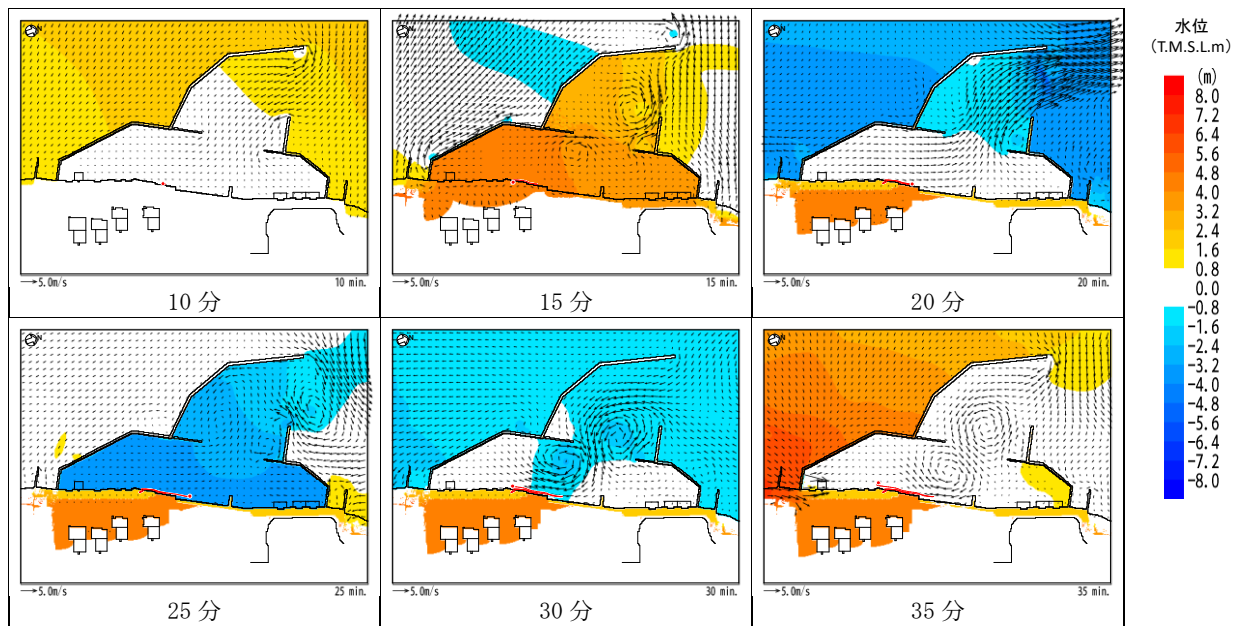 →5.0m/s
10 min.
10 分
→5.0m/s
15 min.
15 分
→5.0m/s
20 min.
20 分
→5.0m/s
25 min.
25 分
→5.0m/s
30 min.
30 分
→5.0m/s
35 min.
35 分
水位
(T.M.S.L.m)
(m)
8.0
7.2
6.4
5.6
4.8
4.0
3.2
2.4
1.6
0.8
0.0
-0.8
-1.6
-2.4
-3.2
-4.0
-4.8
-5.6
-6.4
-7.2
-8.0